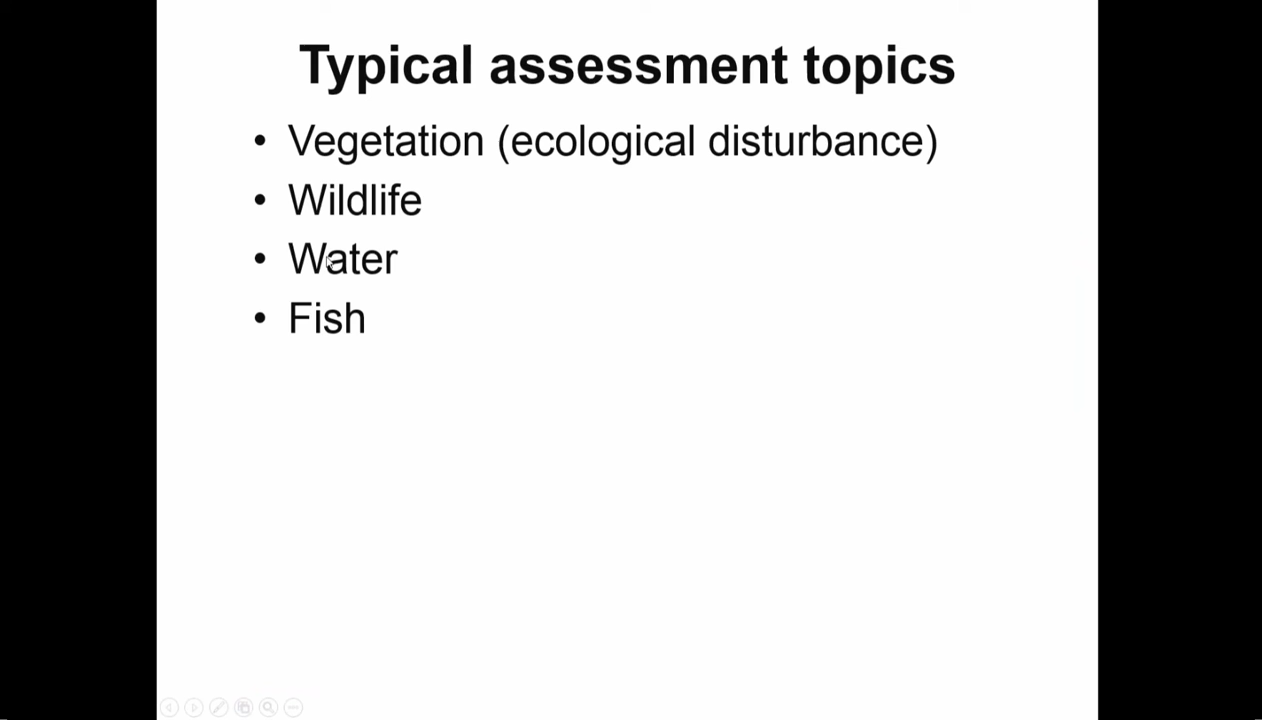 Typical assessment topics
• Vegetation (ecological disturbance)
• Wildlife
• Water
• Fish